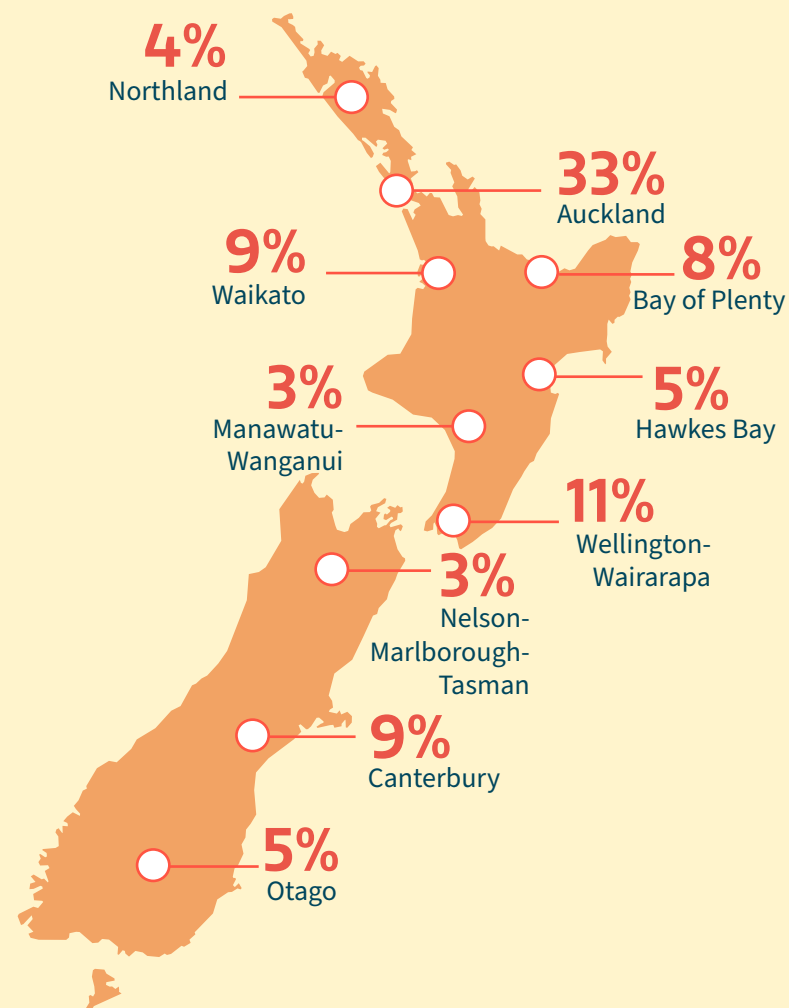 4%
Northland
33%
Auckland
9%
Waikato
8%
Bay of Plenty
3%
Manawatu-
Wanganui
5%
Hawkes Bay
11%
Wellington-
Wairarapa
3%
Nelson-
Marlborough-
Tasman
9%
Canterbury
5%
Otago